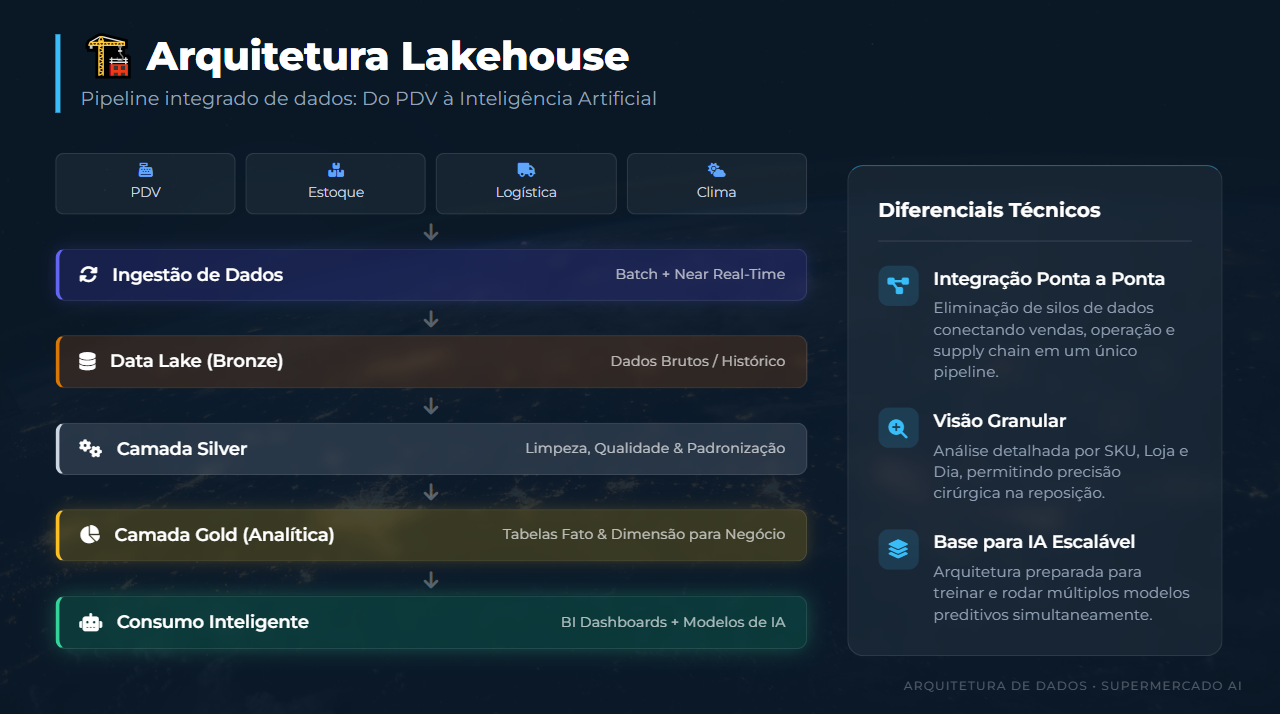 Arquitetura Lakehouse
Pipeline integrado de dados: Do PDV à Inteligência Artificial
PDV
Estoque
Logística
Clima
Ingestão de Dados
Batch + Near Real-Time
Data Lake (Bronze)
Dados Brutos / Histórico
Camada Silver
Limpeza, Qualidade & Padronização
Camada Gold (Analítica)
Tabelas Fato & Dimensão para Negócio
Consumo Inteligente
BI Dashboards + Modelos de IA
Diferenciais Técnicos
Integração Ponta a Ponta
Eliminação de silos de dados
conectando vendas, operação e
supply chain em um único
pipeline.
Visão Granular
Análise detalhada por SKU, Loja e
Dia, permitindo precisão
cirúrgica na reposição.
Base para IA Escalável
Arquitetura preparada para
treinar e rodar múltiplos modelos
preditivos simultaneamente.
ARQUITETURA DE DADOS • SUPERMERCADO AI